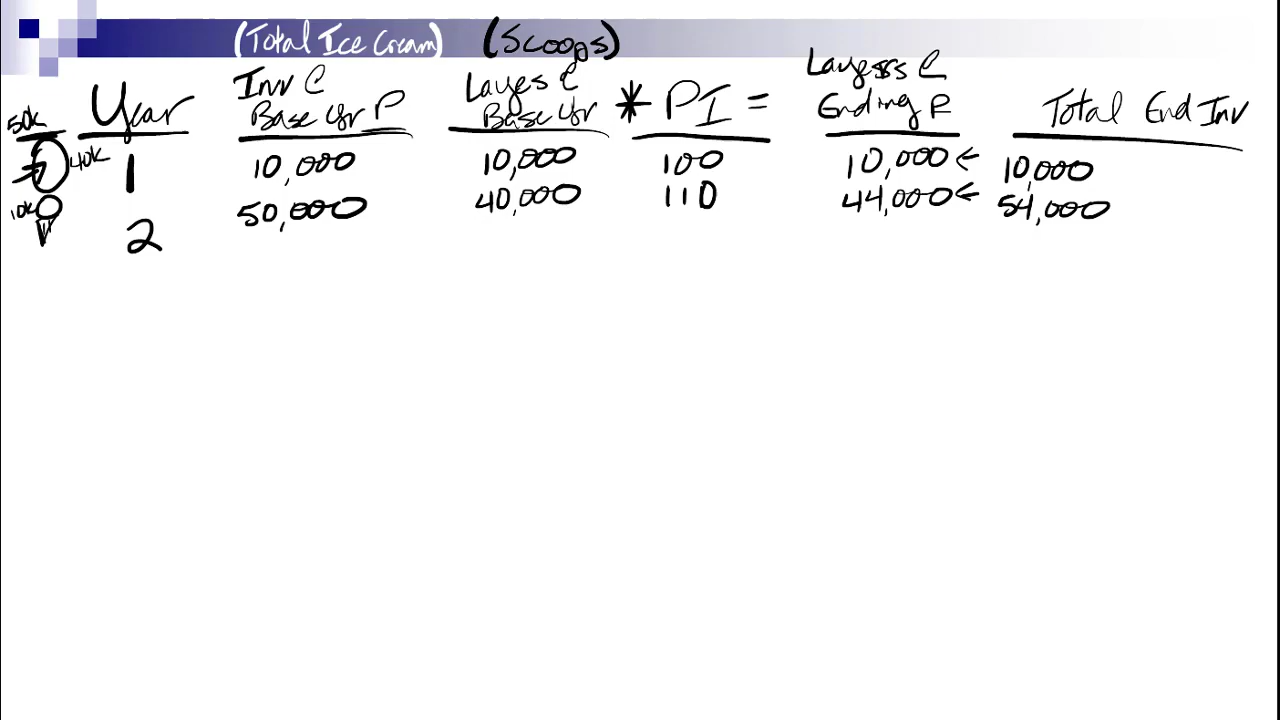 (Total Ice Cream) (Scoops)
Year
Inv @
Base Yr P
Layers @
Base Yr
* PI =
Layers @
Ending P
Total End Inv
50k
40k
10k
1 10,000 10,000 100 10,000 ← 10,000
2 50,000 40,000 110 44,000 ← 54,000